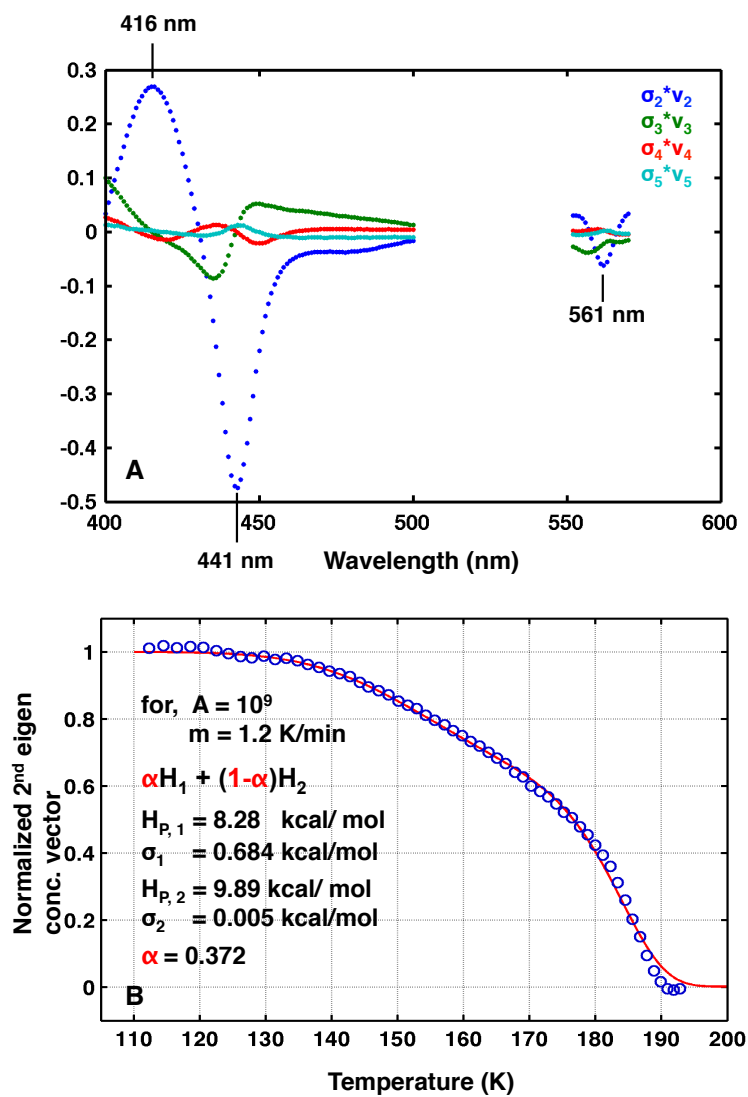 416 nm
0.3
0.2
0.1
0
-0.1
-0.2
-0.3
-0.4
-0.5
σ2*v2
σ3*v3
σ4*v4
σ5*v5
561 nm
A
400
450
500
550
600
441 nm
Wavelength (nm)
Normalized 2nd eigen
conc. vector
1
0.8
0.6
0.4
0.2
0
for, A = 10⁹
m = 1.2 K/min
αH1 + (1-α)H2
HP, 1 = 8.28 kcal/ mol
σ1 = 0.684 kcal/mol
HP, 2 = 9.89 kcal/ mol
σ2 = 0.005 kcal/mol
α = 0.372
B
110 120 130 140 150 160 170 180 190 200
Temperature (K)